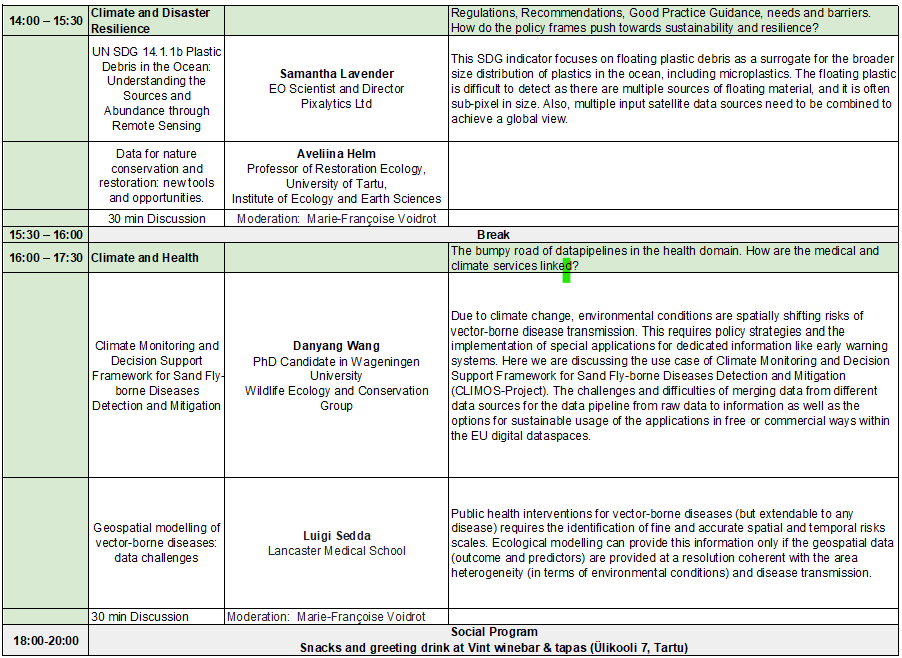 14:00 – 15:30
Climate and Disaster
Resilience
Regulations, Recommendations, Good Practice Guidance, needs and barriers.
How do the policy frames push towards sustainability and resilience?
UN SDG 14.1.1b Plastic
Debris in the Ocean:
Understanding the
Sources and
Abundance through
Remote Sensing
Samantha Lavender
EO Scientist and Director
Pixalytics Ltd
This SDG indicator focuses on floating plastic debris as a surrogate for the broader
size distribution of plastics in the ocean, including microplastics. The floating plastic
is difficult to detect as there are multiple sources of floating material, and it is often
sub-pixel in size. Also, multiple input satellite data sources need to be combined to
achieve a global view.
Data for nature
conservation and
restoration: new tools
and opportunities.
Aveliina Helm
Professor of Restoration Ecology,
University of Tartu,
Institute of Ecology and Earth Sciences
30 min Discussion
Moderation: Marie-Françoise Voidrot
15:30 – 16:00
Break
16:00 – 17:30
Climate and Health
The bumpy road of datapipelines in the health domain. How are the medical and
climate services linked?
Climate Monitoring and
Decision Support
Framework for Sand Fly-
borne Diseases
Detection and Mitigation
Danyang Wang
PhD Candidate in Wageningen
University
Wildlife Ecology and Conservation
Group
Due to climate change, environmental conditions are spatially shifting risks of
vector-borne disease transmission. This requires policy strategies and the
implementation of special applications for dedicated information like early warning
systems. Here we are discussing the use case of Climate Monitoring and Decision
Support Framework for Sand Fly-borne Diseases Detection and Mitigation
(CLIMOS-Project). The challenges and difficulties of merging data from different
data sources for the data pipeline from raw data to information as well as the
options for sustainable usage of the applications in free or commercial ways within
the EU digital dataspaces.
Geospatial modelling of
vector-borne diseases:
data challenges
Luigi Sedda
Lancaster Medical School
Public health interventions for vector-borne diseases (but extendable to any
disease) requires the identification of fine and accurate spatial and temporal risks
scales. Ecological modelling can provide this information only if the geospatial data
(outcome and predictors) are provided at a resolution coherent with the area
heterogeneity (in terms of environmental conditions) and disease transmission.
30 min Discussion
Moderation: Marie-Françoise Voidrot
18:00-20:00
Social Program
Snacks and greeting drink at Vint winebar & tapas (Ülikooli 7, Tartu)